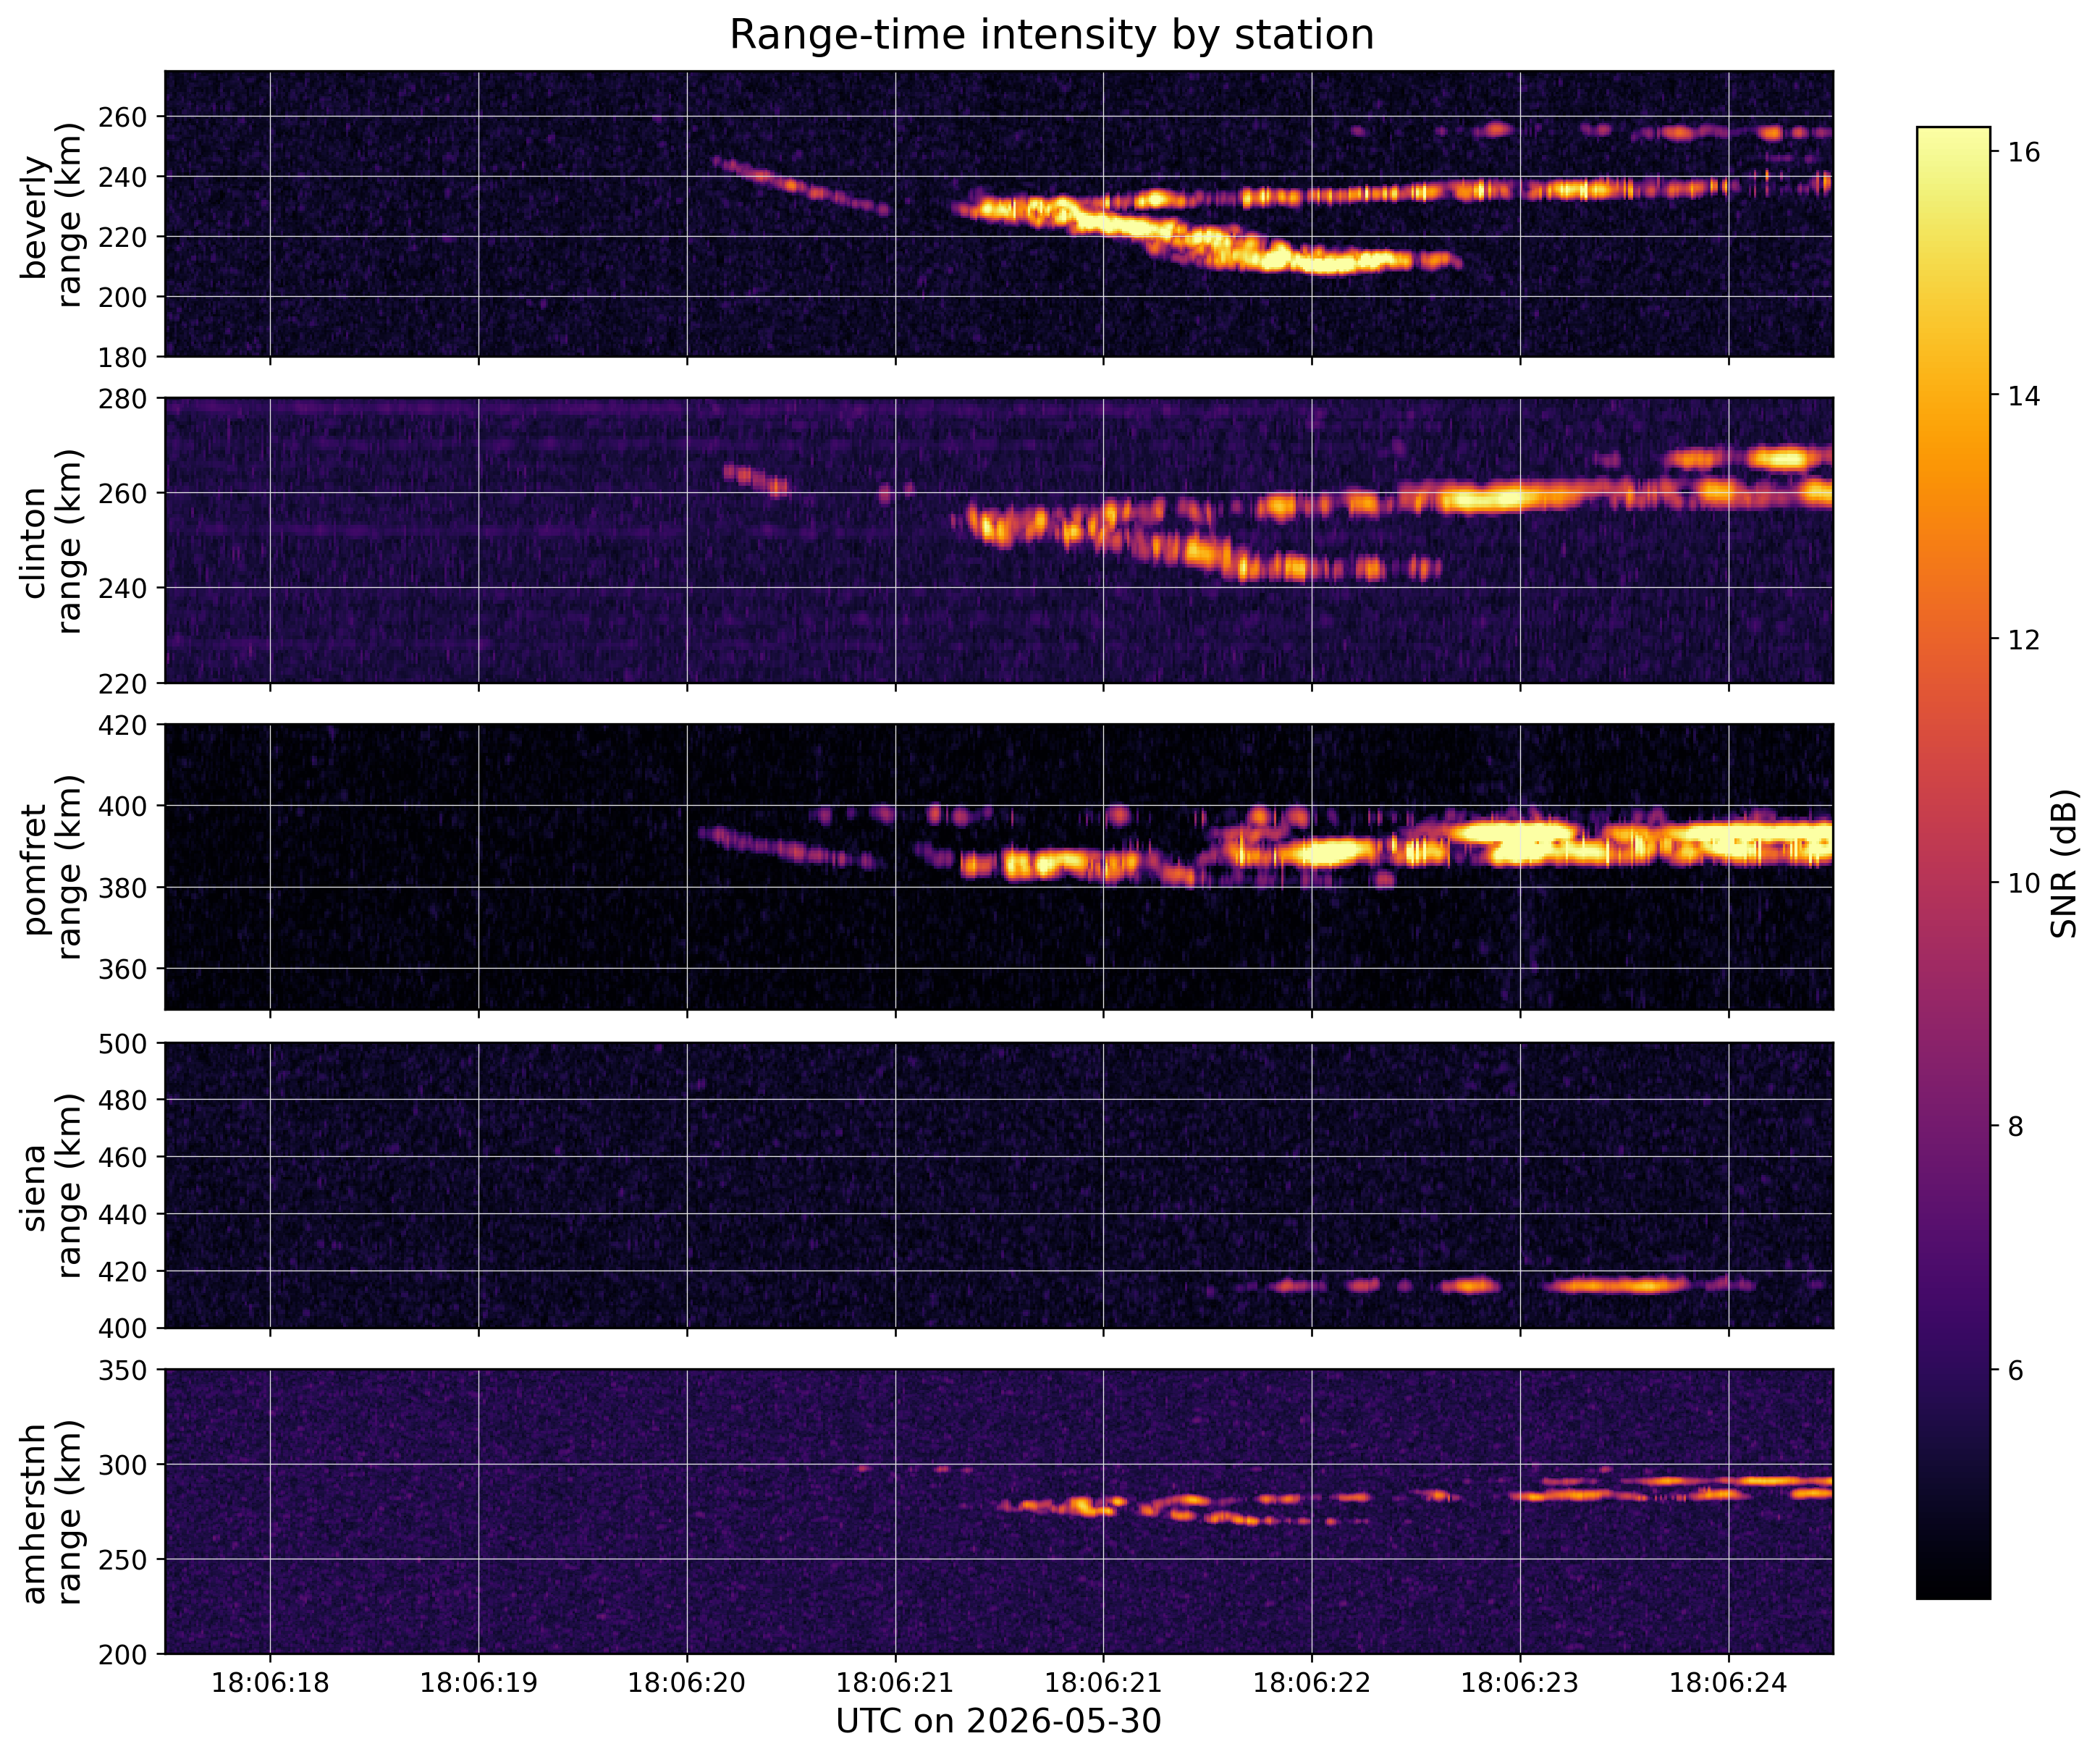 Range-time intensity by station
beverly
range (km)
260
240
220
200
180
clinton
range (km)
280
260
240
220
pomfret
range (km)
420
400
380
360
siena
range (km)
500
480
460
440
420
400
amherstnh
range (km)
350
300
250
200
18:06:18 18:06:19 18:06:20 18:06:21 18:06:21 18:06:22 18:06:23 18:06:24
UTC on 2026-05-30
16
14
12
10
8
6
SNR (dB)